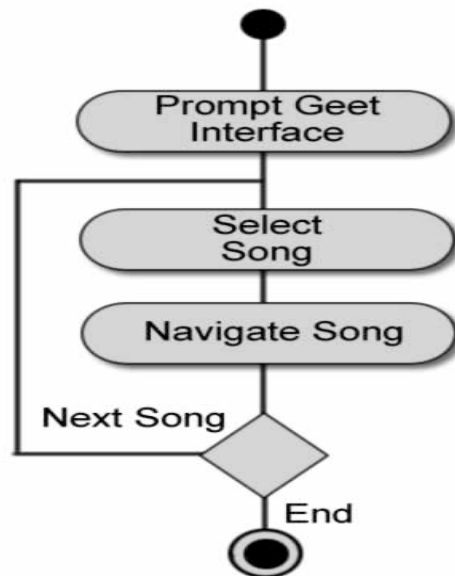 Prompt Geet
Interface
Select
Song
Navigate Song
Next Song
End